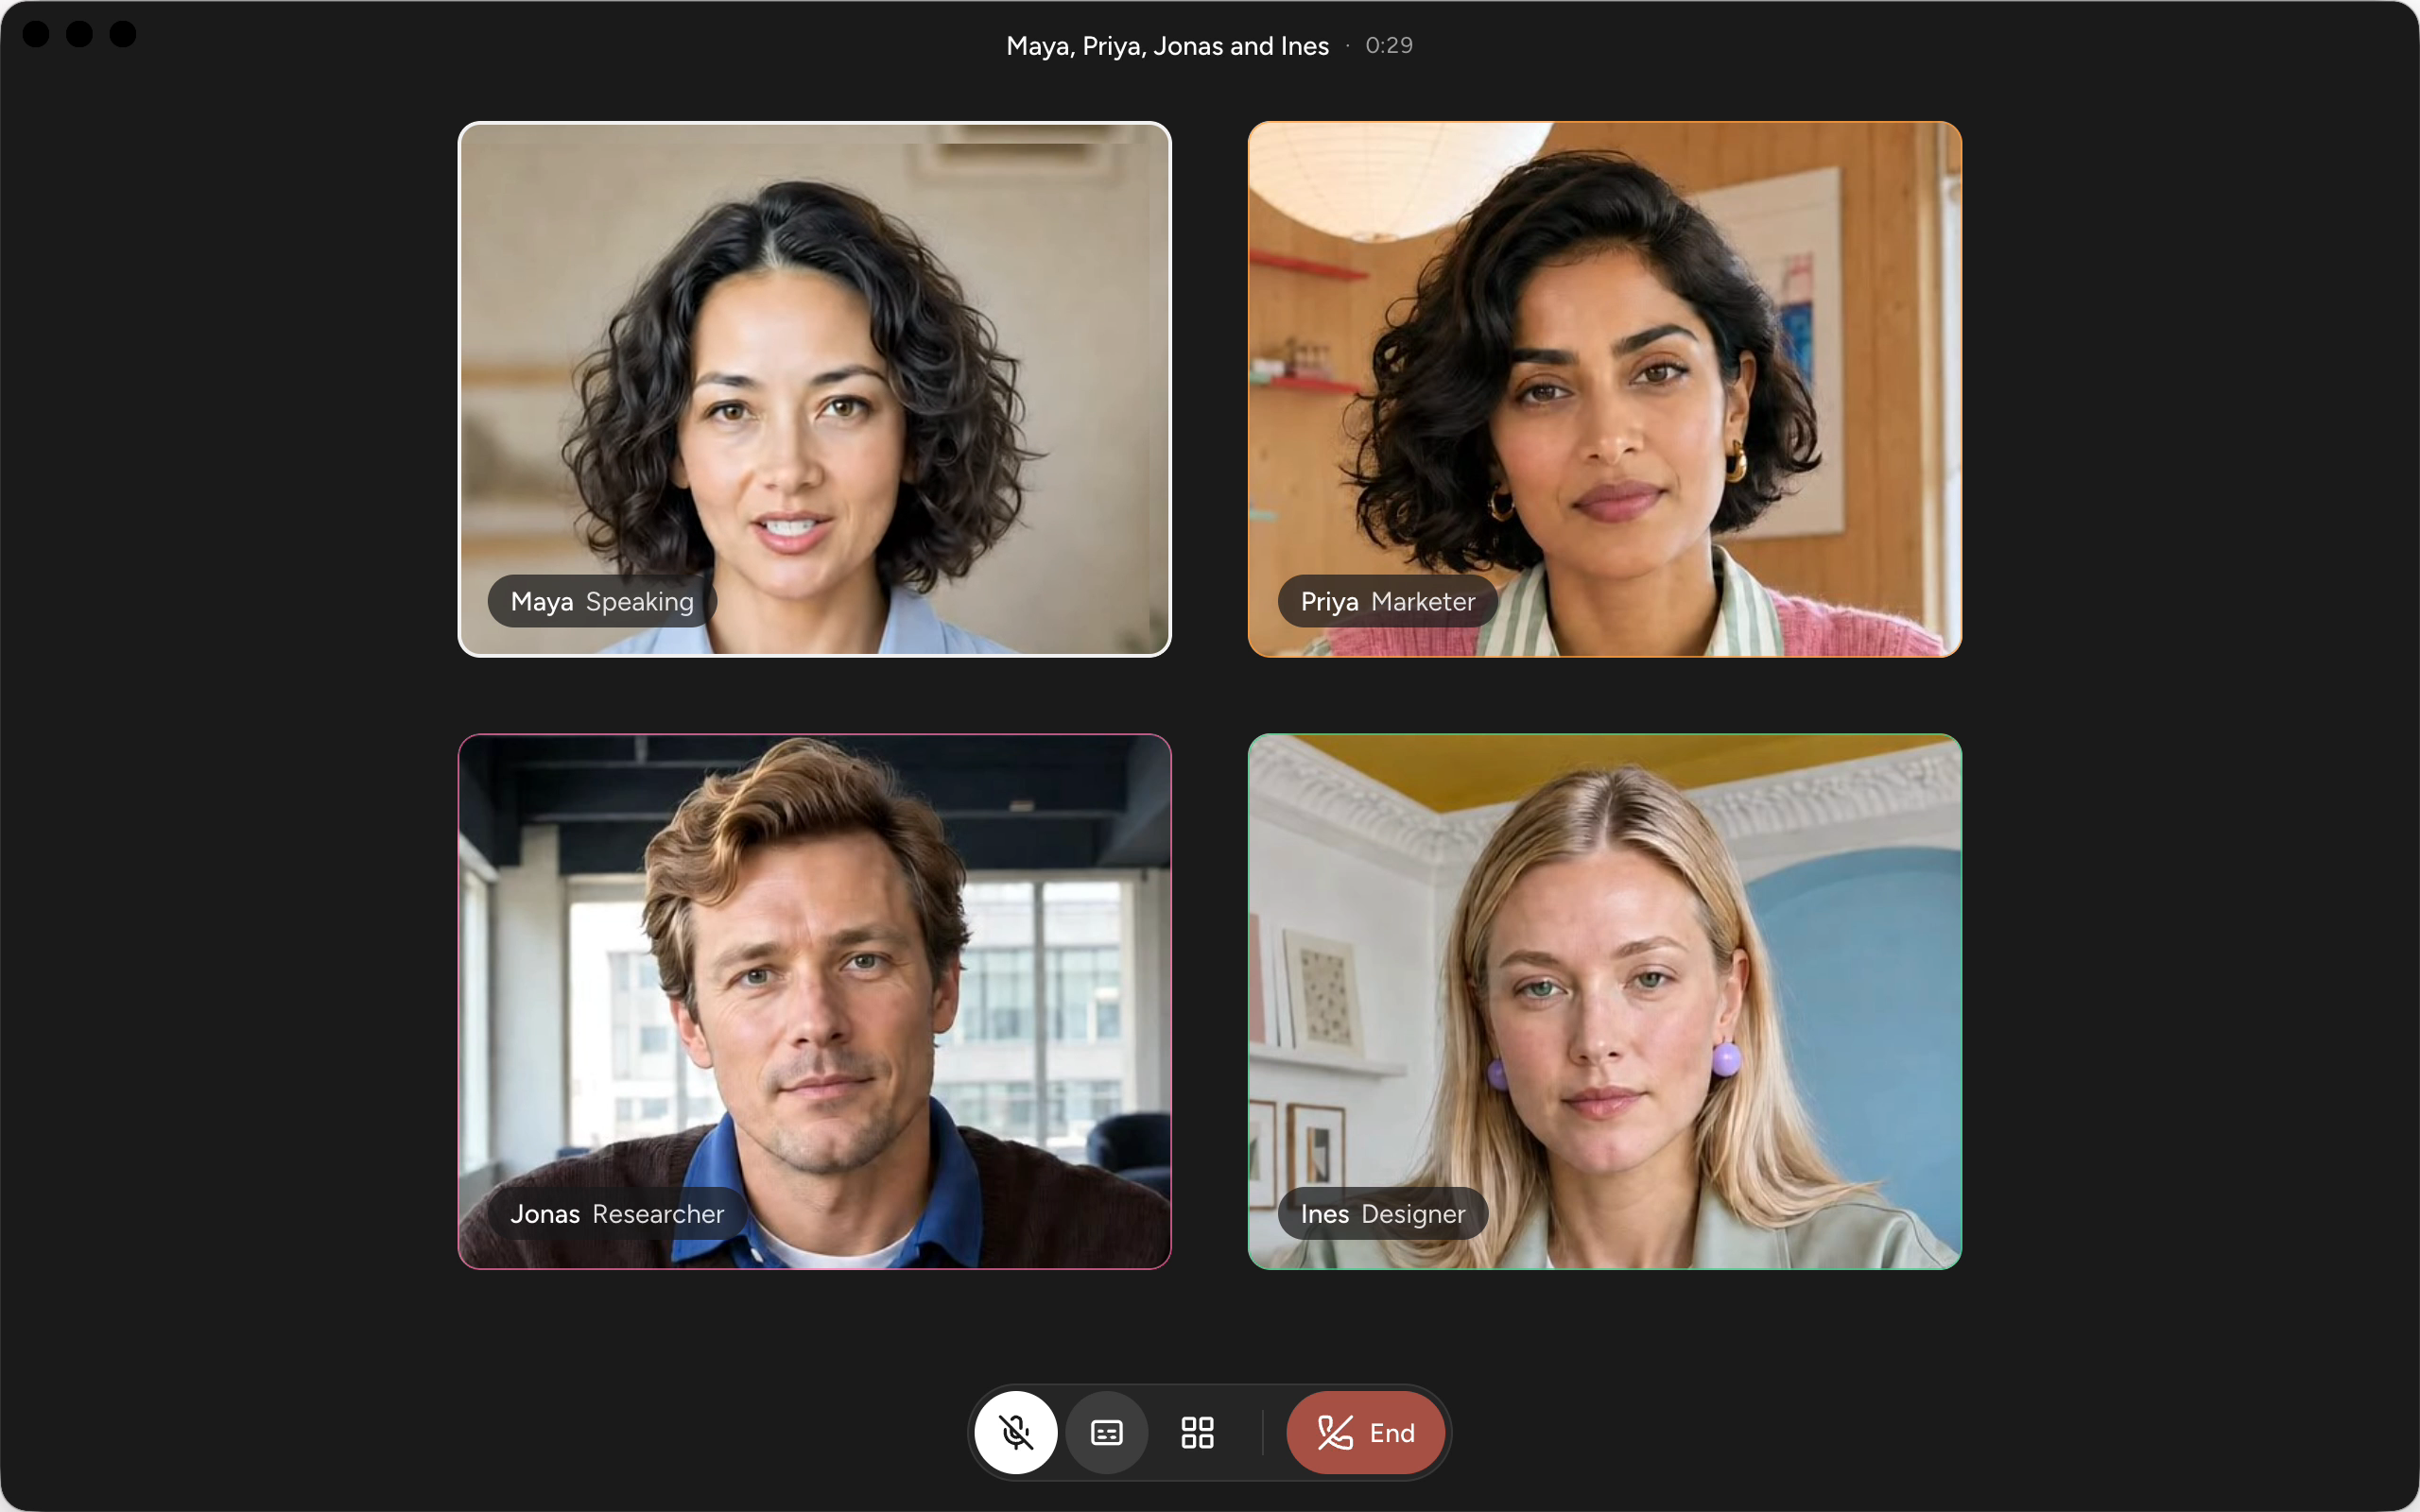 Maya, Priya, Jonas and Ines · 0:29
Maya Speaking
Priya Marketer
Jonas Researcher
Ines Designer
End